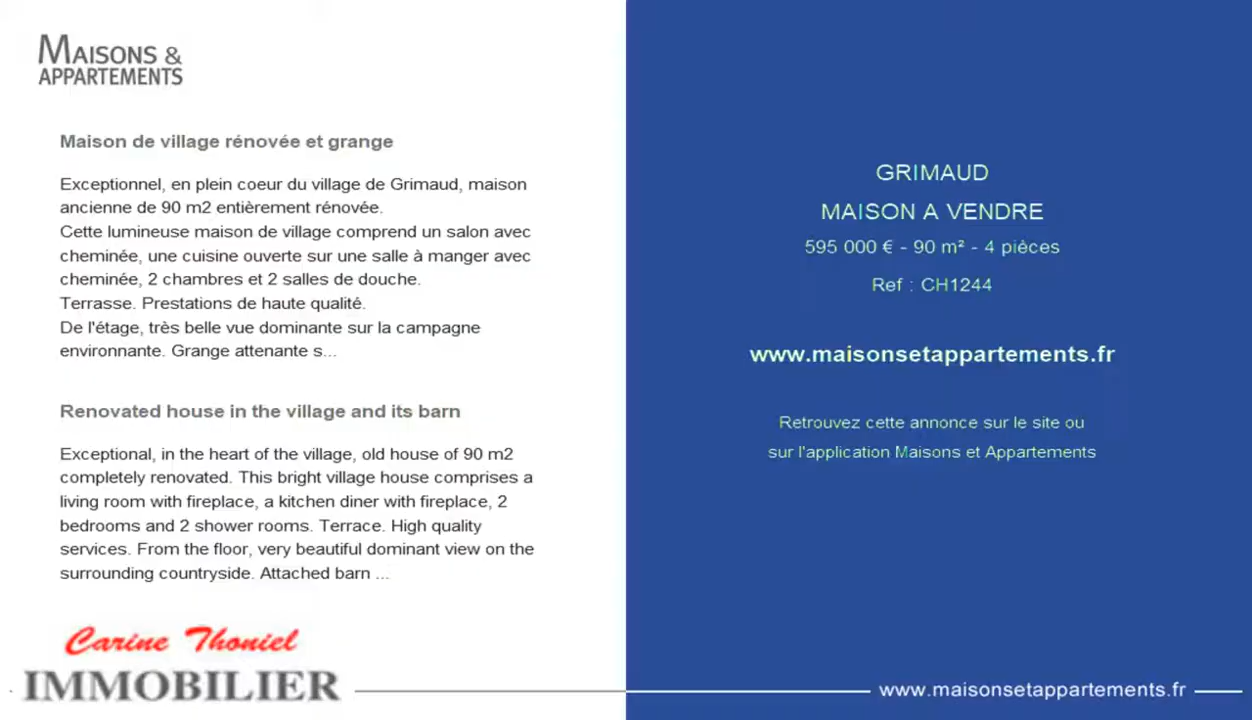 MAISONS &
APPARTEMENTS
Maison de village rénovée et grange
Exceptionnel, en plein coeur du village de Grimaud, maison
ancienne de 90 m2 entièrement rénovée.
Cette lumineuse maison de village comprend un salon avec
cheminée, une cuisine ouverte sur une salle à manger avec
cheminée, 2 chambres et 2 salles de douche.
Terrasse. Prestations de haute qualité.
De l'étage, très belle vue dominante sur la campagne
environnante. Grange attenante s...
Renovated house in the village and its barn
Exceptional, in the heart of the village, old house of 90 m2
completely renovated. This bright village house comprises a
living room with fireplace, a kitchen diner with fireplace, 2
bedrooms and 2 shower rooms. Terrace. High quality
services. From the floor, very beautiful dominant view on the
surrounding countryside. Attached barn ...
Carine Thoniel
IMMOBILIER
GRIMAUD
MAISON A VENDRE
595 000 € - 90 m² - 4 pièces
Ref : CH1244
www.maisonsetappartements.fr
Retrouvez cette annonce sur le site ou
sur l'application Maisons et Appartements
www.maisonsetappartements.fr